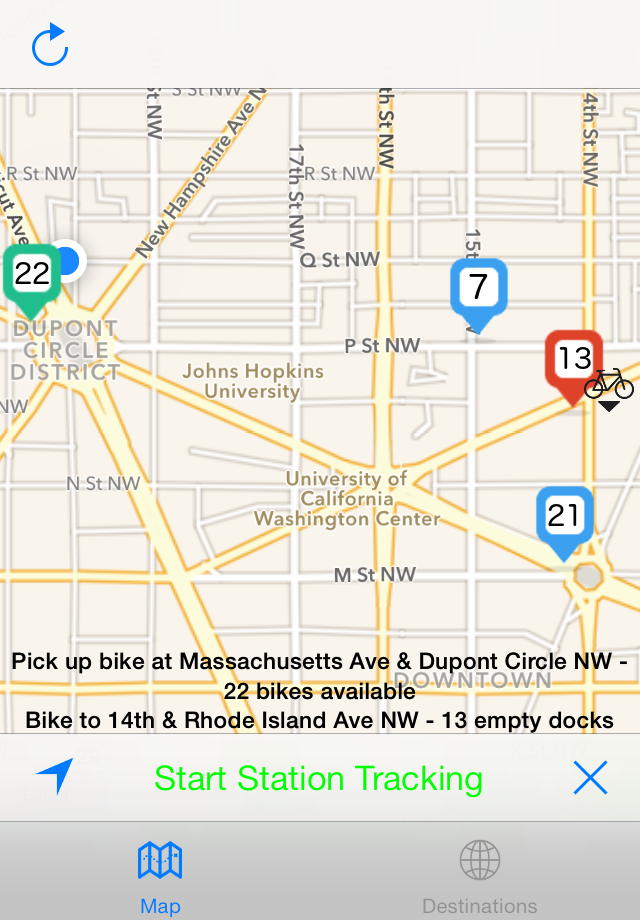 S St NW
St NW
New Hampshire Ave N
17th St NW
th St NW
4th St NW
R St NW
R St NW
cut Ave
22
Q St NW
15t
7
DUPONT
CIRCLE
DISTRICT
P St NW
13
Johns Hopkins
University
NW
N St NW
University of
California
Washington Center
21
M St NW
Pick up bike at Massachusetts Ave & Dupont Circle NW -
22 bikes available
DOWNTOWN
Bike to 14th & Rhode Island Ave NW - 13 empty docks
Start Station Tracking
Map
Destinations